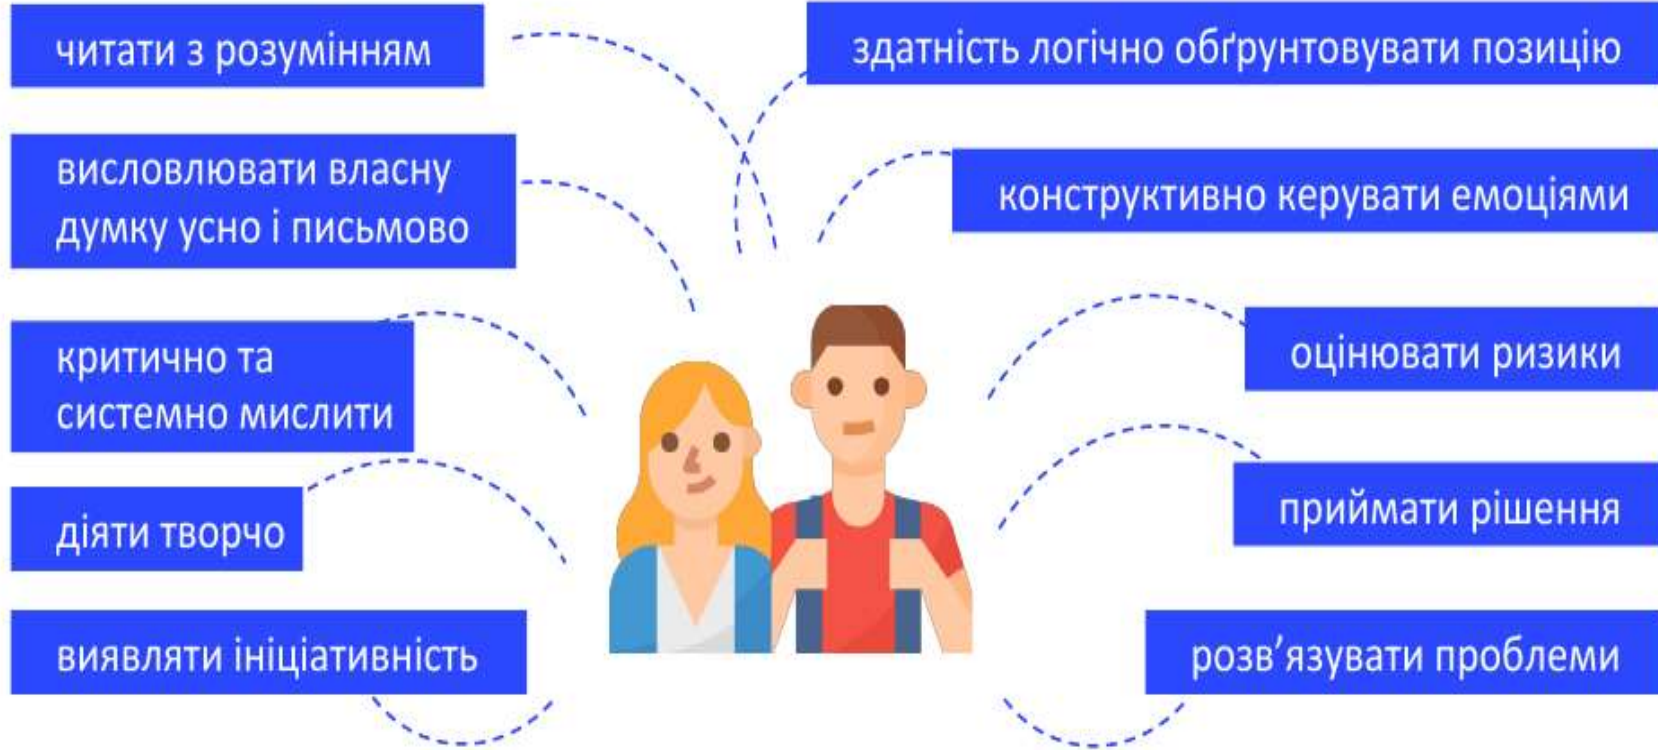 читати з розумінням
висловлювати власну
думку усно і письмово
критично та
системно мислити
діяти творчо
виявляти ініціативність
здатність логічно обґрунтовувати позицію
конструктивно керувати емоціями
оцінювати ризики
приймати рішення
розв’язувати проблеми